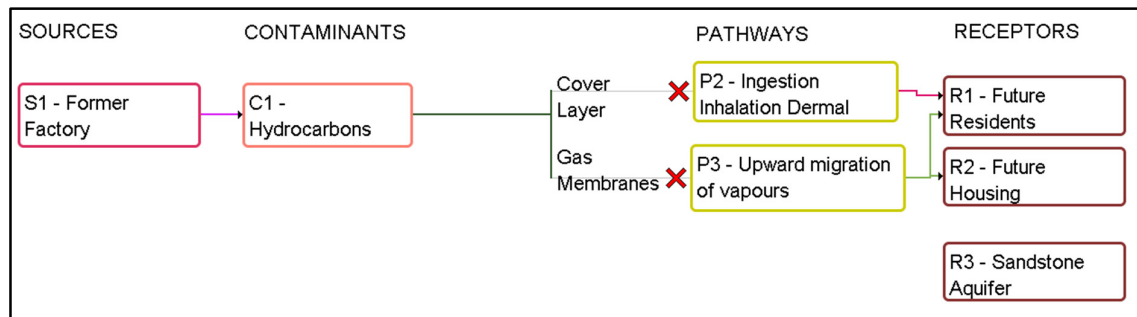 SOURCES
CONTAMINANTS
PATHWAYS
RECEPTORS
S1 - Former
Factory
C1 -
Hydrocarbons
Cover
Layer
P2 - Ingestion
Inhalation Dermal
R1 - Future
Residents
Gas
Membranes
P3 - Upward migration
of vapours
R2 - Future
Housing
R3 - Sandstone
Aquifer